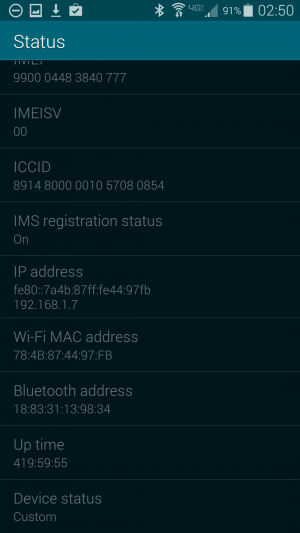 4G 91% 02:50
Status
IMEI
9900 0448 3840 777
IMEISV
00
ICCID
8914 8000 0010 5708 0854
IMS registration status
On
IP address
fe80::7a4b:87ff:fe44:97fb
192.168.1.7
Wi-Fi MAC address
78:4B:87:44:97:FB
Bluetooth address
18:83:31:13:98:34
Up time
419:59:55
Device status
Custom